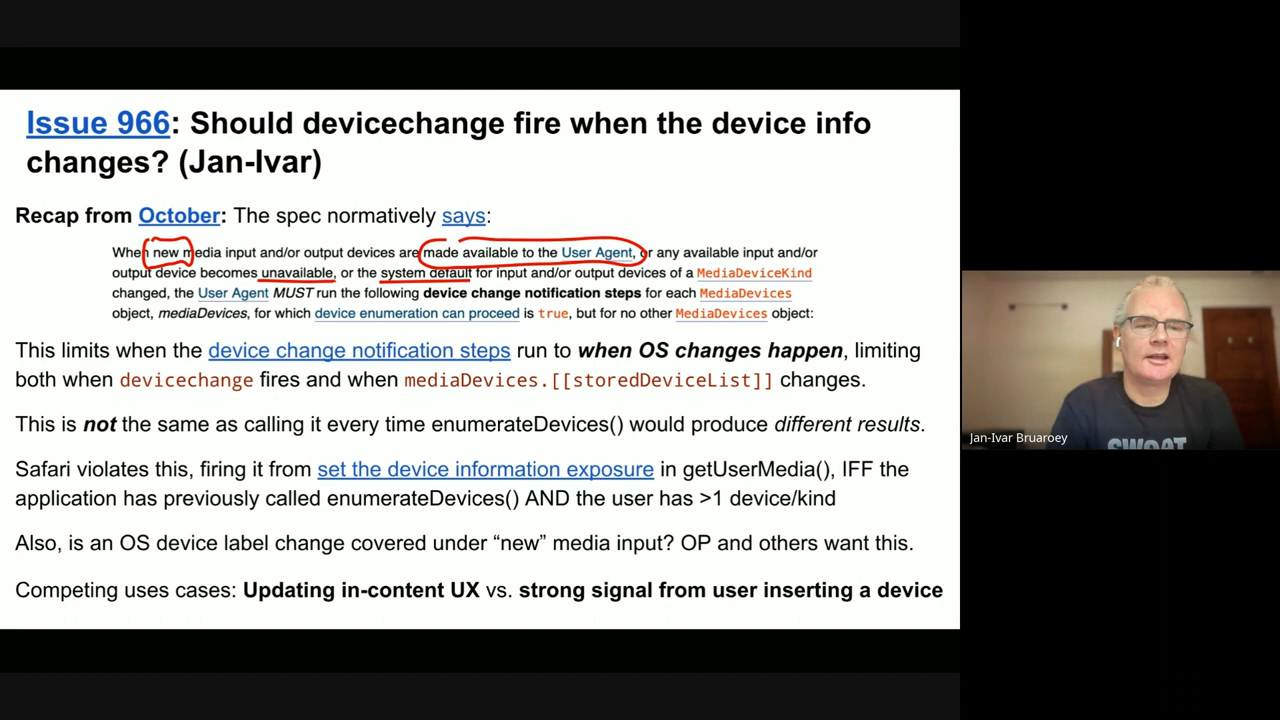 Issue 966: Should devicechange fire when the device info
changes? (Jan-Ivar)
Recap from October: The spec normatively says:
When new media input and/or output devices are made available to the User Agent, or any available input and/or
output device becomes unavailable, or the system default for input and/or output devices of a MediaDeviceKind
changed, the User Agent MUST run the following device change notification steps for each MediaDevices
object, mediaDevices, for which device enumeration can proceed is true, but for no other MediaDevices object:
This limits when the device change notification steps run to when OS changes happen, limiting
both when devicechange fires and when mediaDevices.[[storedDeviceList]] changes.
This is not the same as calling it every time enumerateDevices() would produce different results.
Safari violates this, firing it from set the device information exposure in getUserMedia(), IFF the
application has previously called enumerateDevices() AND the user has >1 device/kind
Also, is an OS device label change covered under “new” media input? OP and others want this.
Competing uses cases: Updating in-content UX vs. strong signal from user inserting a device
SWEAT
Jan-Ivar Bruaroey